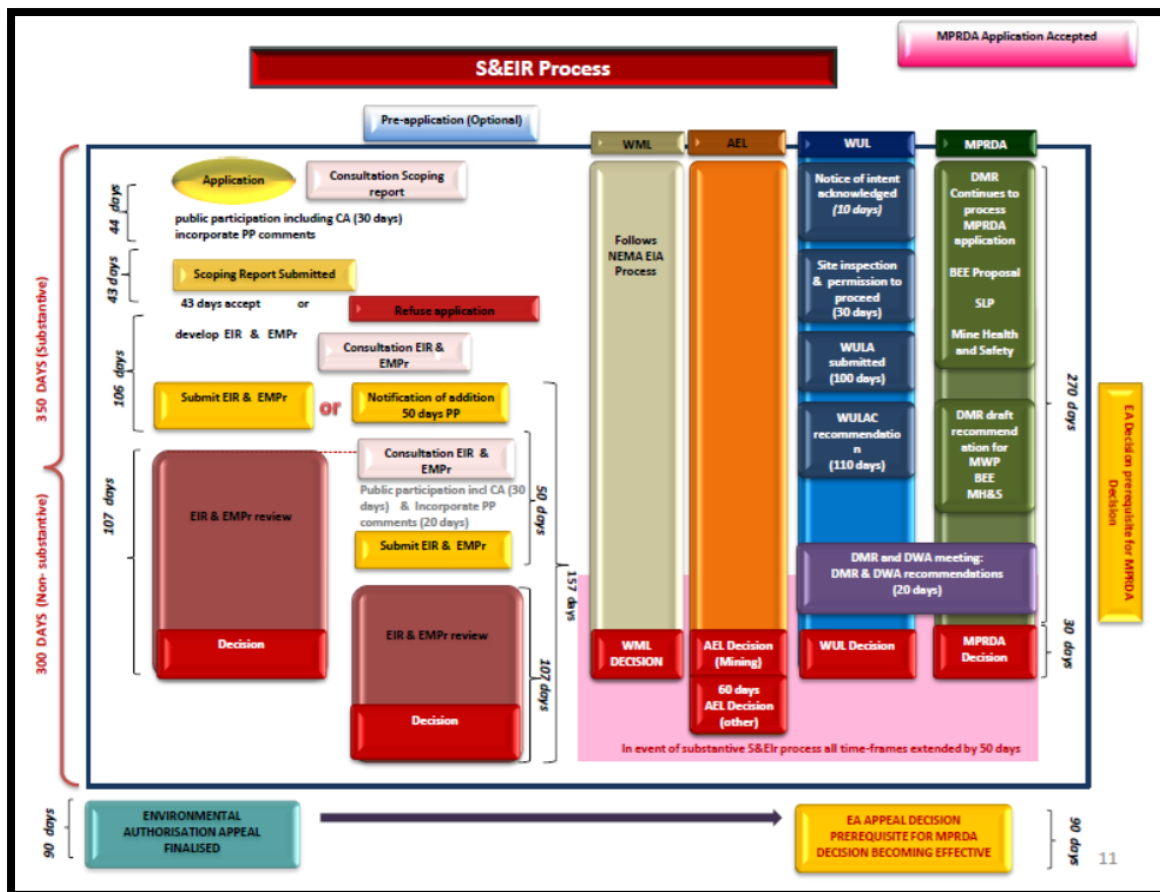 MPRDA Application Accepted
S&EIR Process
Pre-application (Optional)
WML
AEL
WUL
MPRDA
350 DAYS (Substantive)
300 DAYS (Non- substantive)
44 days
Application
Consultation Scoping
report
public participation including CA (30 days)
incorporate PP comments
43 days
Scoping Report Submitted
43 days accept or
Refuse application
106 days
develop EIR & EMPr
Consultation EIR &
EMPr
Submit EIR & EMPr
or
Notification of addition
50 days PP
107 days
EIR & EMPr review
Decision
Consultation EIR &
EMPr
Public participation incl CA (30
days) & Incorporate PP
comments (20 days)
Submit EIR & EMPr
50 days
157 days
EIR & EMPr review
Decision
107 days
Follows
NEMA EIA
Process
WML
DECISION
AEL Decision
(Mining)
60 days
AEL Decision
(other)
Notice of intent
acknowledged
(10 days)
Site inspection
& permission to
proceed
(30 days)
WULA
submitted
(100 days)
WULAC
recommendatio
n
(110 days)
DMR
Continues to
process
MPRDA
application
BEE Proposal
SLP
Mine Health
and Safety
DMR draft
recommend
ation for
MWP
BEE
MH&S
DMR and DWA meeting:
DMR & DWA recommendations
(20 days)
WUL Decision
MPRDA
Decision
270 days
30 days
EA Decision prerequisite for MPRDA
Decision
In event of substantive S&EIr process all time-frames extended by 50 days
90 days
ENVIRONMENTAL
AUTHORISATION APPEAL
FINALISED
EA APPEAL DECISION
PREREQUISITE FOR MPRDA
DECISION BECOMING EFFECTIVE
90 days
11